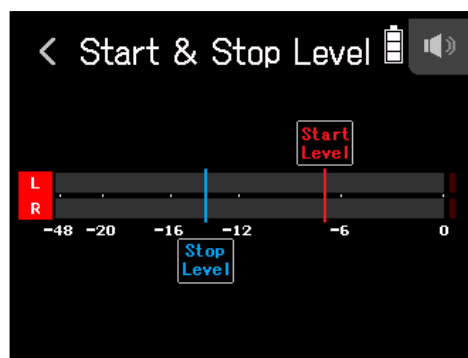 Start & Stop Level
Start
Level
L
R
-48 -20 -16 -12 -6 0
Stop
Level